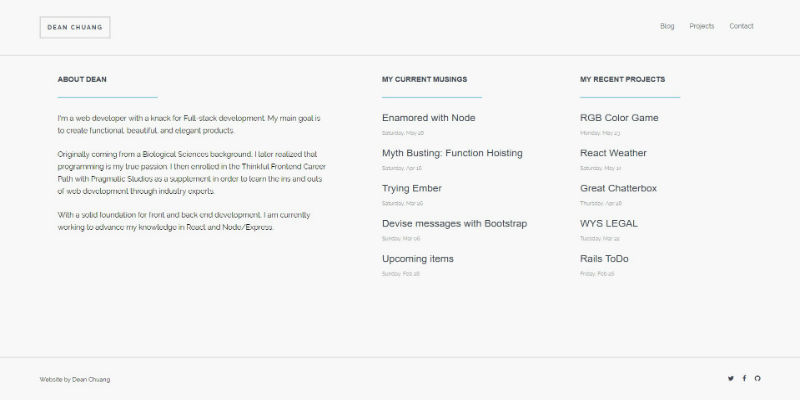 DEAN CHUANG
Blog Projects Contact
ABOUT DEAN
I'm a web developer with a knack for Full-stack development. My main goal is
to create functional, beautiful, and elegant products.
Originally coming from a Biological Sciences background, I later realized that
programming is my true passion. I then enrolled in the Thinkful Frontend Career
Path with Pragmatic Studios as a supplement in order to learn the ins and outs
of web development through industry experts.
With a solid foundation for front and back end development, I am currently
working to advance my knowledge in React and Node/Express.
MY CURRENT MUSINGS
Enamored with Node
Saturday, May 28
Myth Busting: Function Hoisting
Saturday, Apr 16
Trying Ember
Saturday, Mar 26
Devise messages with Bootstrap
Sunday, Mar 06
Upcoming items
Sunday, Feb 28
MY RECENT PROJECTS
RGB Color Game
Monday, May 23
React Weather
Saturday, May 21
Great Chatterbox
Thursday, Apr 28
WYS LEGAL
Tuesday, Mar 22
Rails ToDo
Friday, Feb 26
Website by Dean Chuang